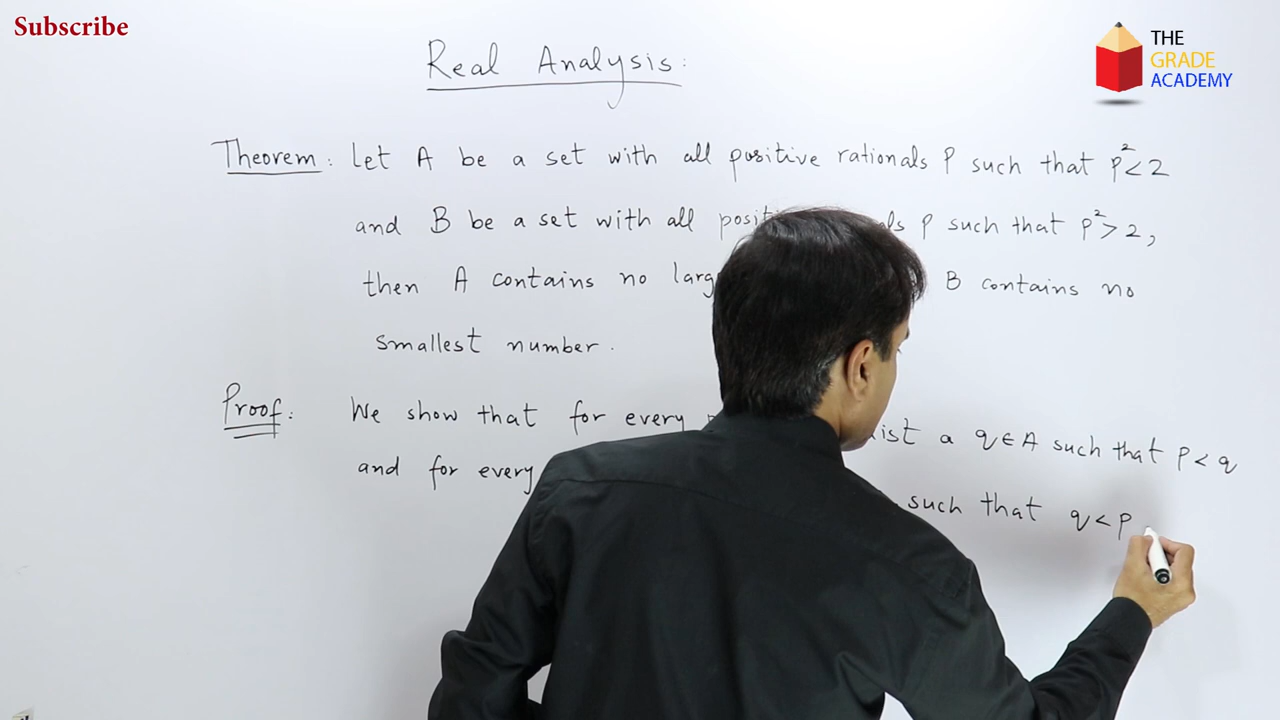 Subscribe
THE
GRADE
ACADEMY
Real Analysis:
Theorem: Let A be a set with all positive rationals P such that p²<2
and B be a set with all posit ls p such that p²>2,
then A contains no larg B contains no
smallest number.
Proof: We show that for every ist a q∈A such that p<q
and for every such that q<p